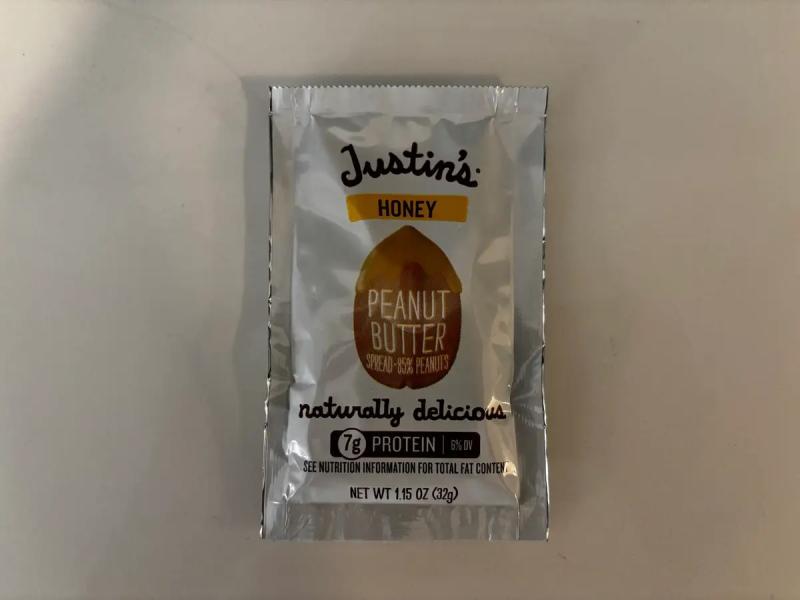 Justin's
HONEY
PEANUT
BUTTER
SPREAD-85% PEANUTS
naturally delicious
7g PROTEIN | 6% DV
SEE NUTRITION INFORMATION FOR TOTAL FAT CONTENT
NET WT 1.15 OZ (32g)